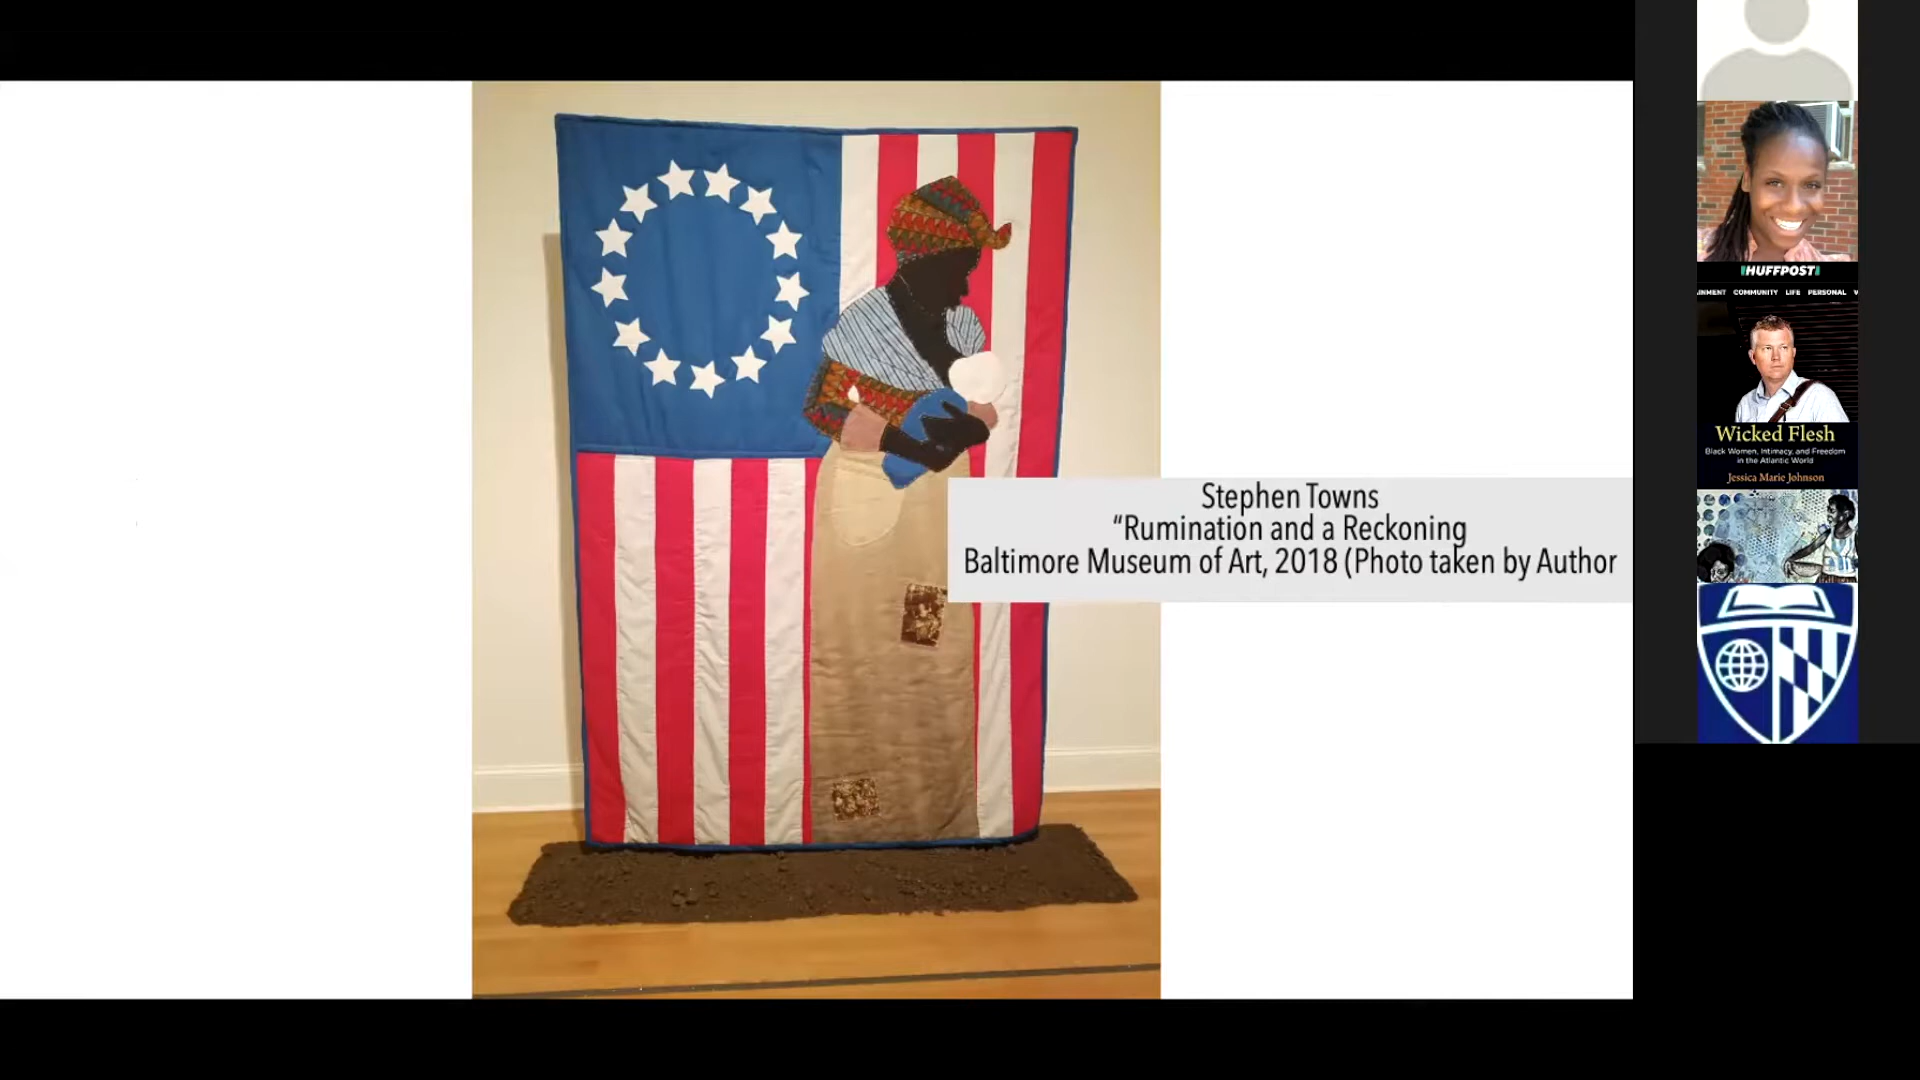 Stephen Towns
“Rumination and a Reckoning
Baltimore Museum of Art, 2018 (Photo taken by Author
HUFFPOST
COMMUNITY LIFE PERSONAL
Wicked Flesh
Black Women, Intimacy, and Freedom
in the Atlantic World
Jessica Marie Johnson